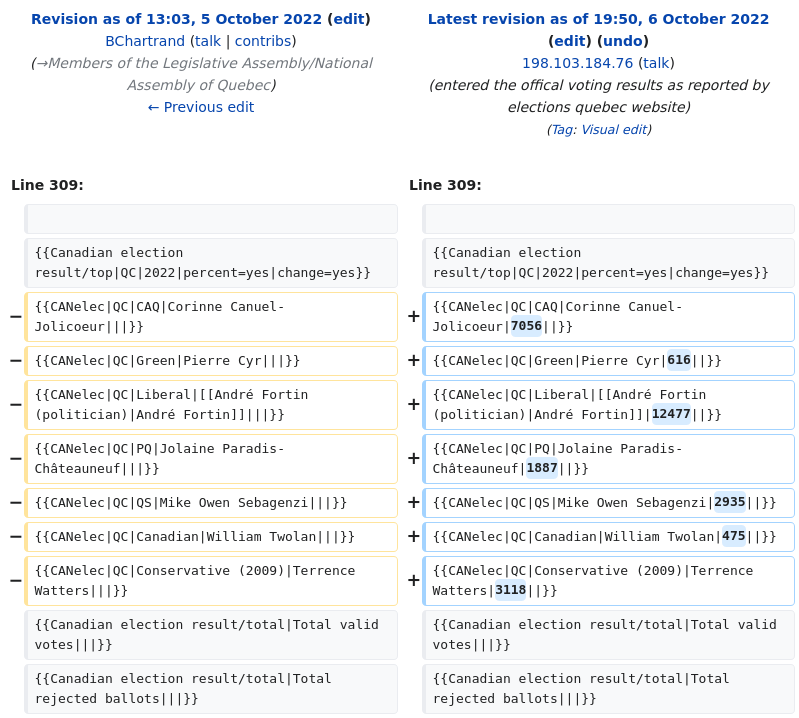 Revision as of 13:03, 5 October 2022 (edit)
BChartrand (talk | contribs)
(→Members of the Legislative Assembly/National
Assembly of Quebec)
← Previous edit
Latest revision as of 19:50, 6 October 2022
(edit) (undo)
198.103.184.76 (talk)
(entered the offical voting results as reported by
elections quebec website)
(Tag: Visual edit)
Line 309:
Line 309:
{{Canadian election
result/top|QC|2022|percent=yes|change=yes}}
{{Canadian election
result/top|QC|2022|percent=yes|change=yes}}
− {{CANelec|QC|CAQ|Corinne Canuel-
Jolicoeur|||}}
+ {{CANelec|QC|CAQ|Corinne Canuel-
Jolicoeur|7056||}}
− {{CANelec|QC|Green|Pierre Cyr|||}}
+ {{CANelec|QC|Green|Pierre Cyr|616||}}
− {{CANelec|QC|Liberal|[[André Fortin
(politician)|André Fortin]]|||}}
+ {{CANelec|QC|Liberal|[[André Fortin
(politician)|André Fortin]]|12477||}}
− {{CANelec|QC|PQ|Jolaine Paradis-
Châteauneuf|||}}
+ {{CANelec|QC|PQ|Jolaine Paradis-
Châteauneuf|1887||}}
− {{CANelec|QC|QS|Mike Owen Sebagenzi|||}}
+ {{CANelec|QC|QS|Mike Owen Sebagenzi|2935||}}
− {{CANelec|QC|Canadian|William Twolan|||}}
+ {{CANelec|QC|Canadian|William Twolan|475||}}
− {{CANelec|QC|Conservative (2009)|Terrence
Watters|||}}
+ {{CANelec|QC|Conservative (2009)|Terrence
Watters|3118||}}
{{Canadian election result/total|Total valid
votes|||}}
{{Canadian election result/total|Total valid
votes|||}}
{{Canadian election result/total|Total
rejected ballots|||}}
{{Canadian election result/total|Total
rejected ballots|||}}